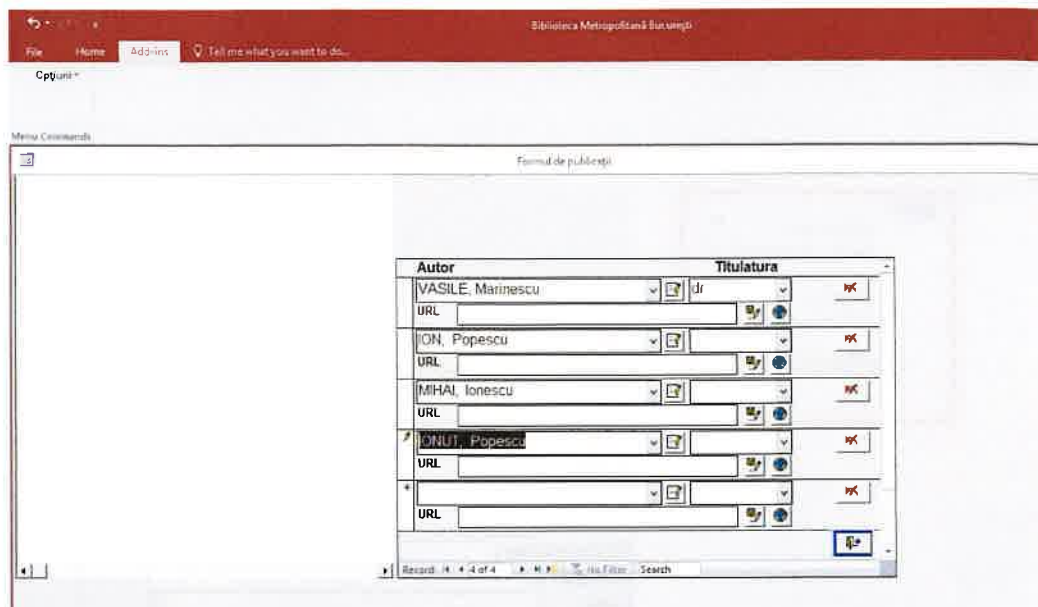 Biblioteca Metropolitană București
File Home Add-ins Tell me what you want to do...
Opțiuni
Menu Commands
Formul de publicații
Autor Titulatura
VASILE, Marinescu dr
URL
ION, Popescu
URL
MIHAI, Ionescu
URL
IONUT, Popescu
URL
URL
Record: 4 of 4 No Filter Search